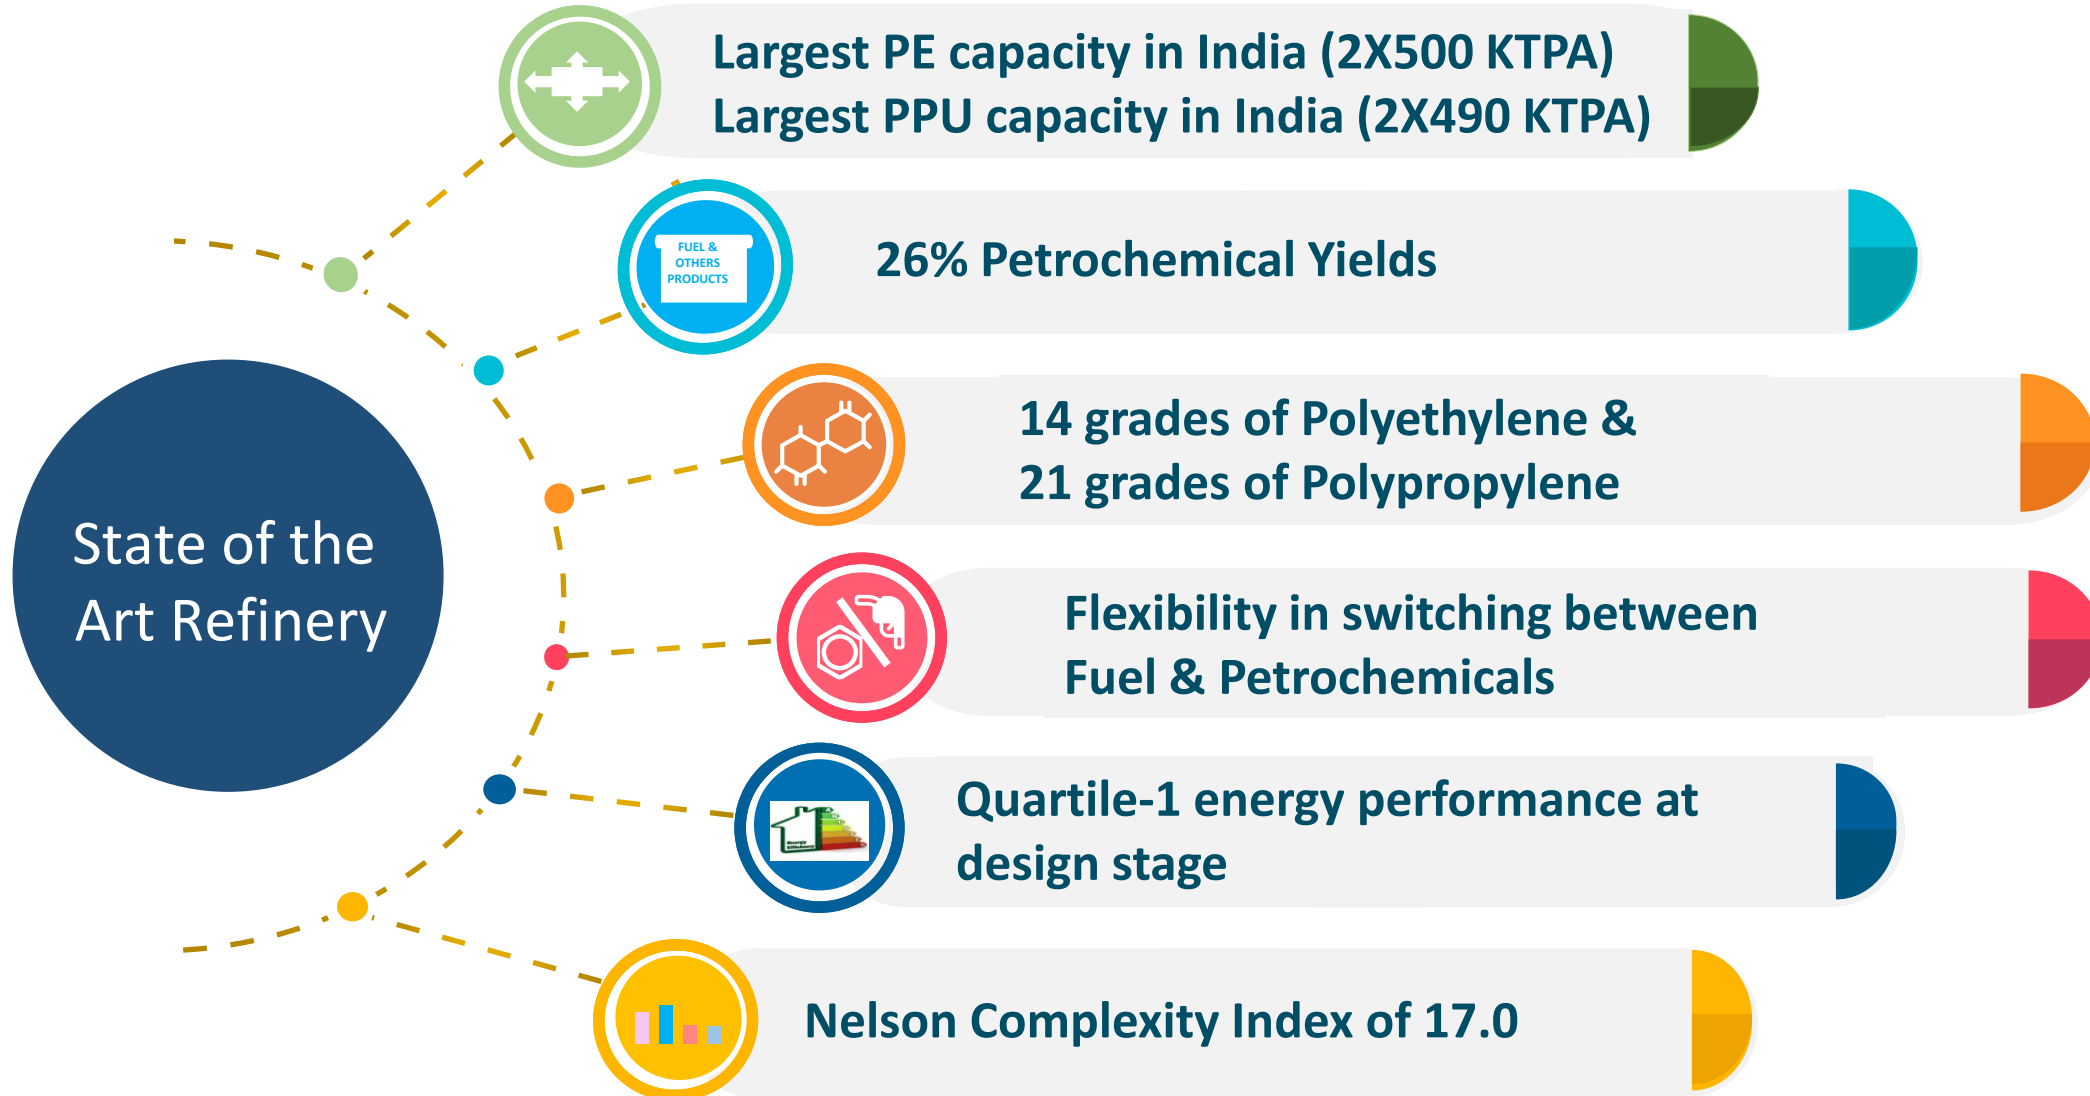 Largest PE capacity in India (2X500 KTPA)
Largest PPU capacity in India (2X490 KTPA)
FUEL &
OTHERS
PRODUCTS
26% Petrochemical Yields
14 grades of Polyethylene &
21 grades of Polypropylene
State of the
Art Refinery
Flexibility in switching between
Fuel & Petrochemicals
Energy
Efficiency
Quartile-1 energy performance at
design stage
Nelson Complexity Index of 17.0